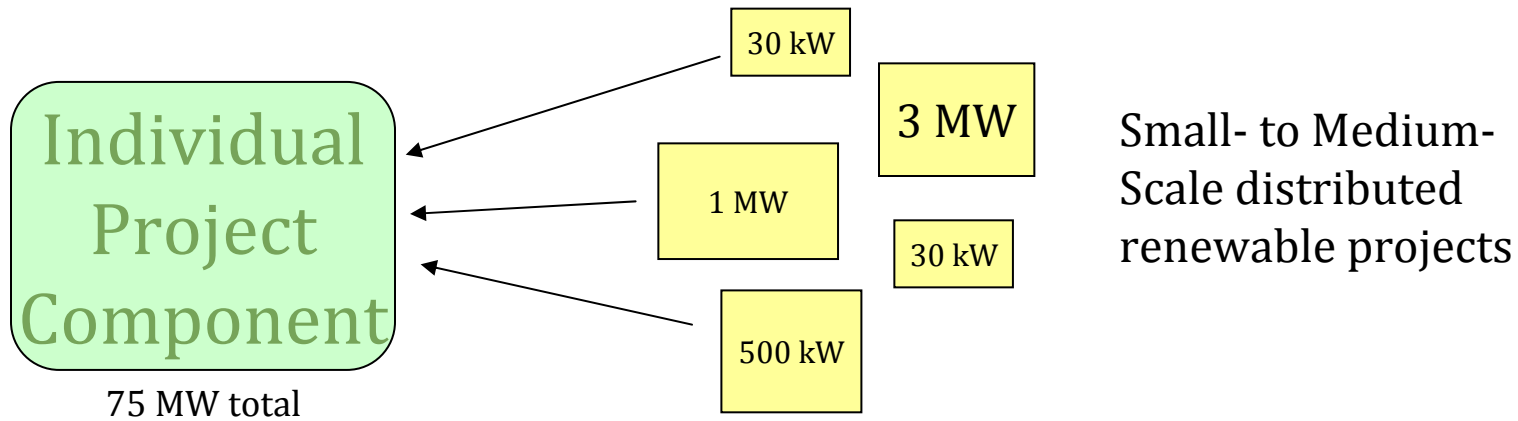 Individual
Project
Component
75 MW total
30 kW
3 MW
1 MW
30 kW
500 kW
Small- to Medium-
Scale distributed
renewable projects